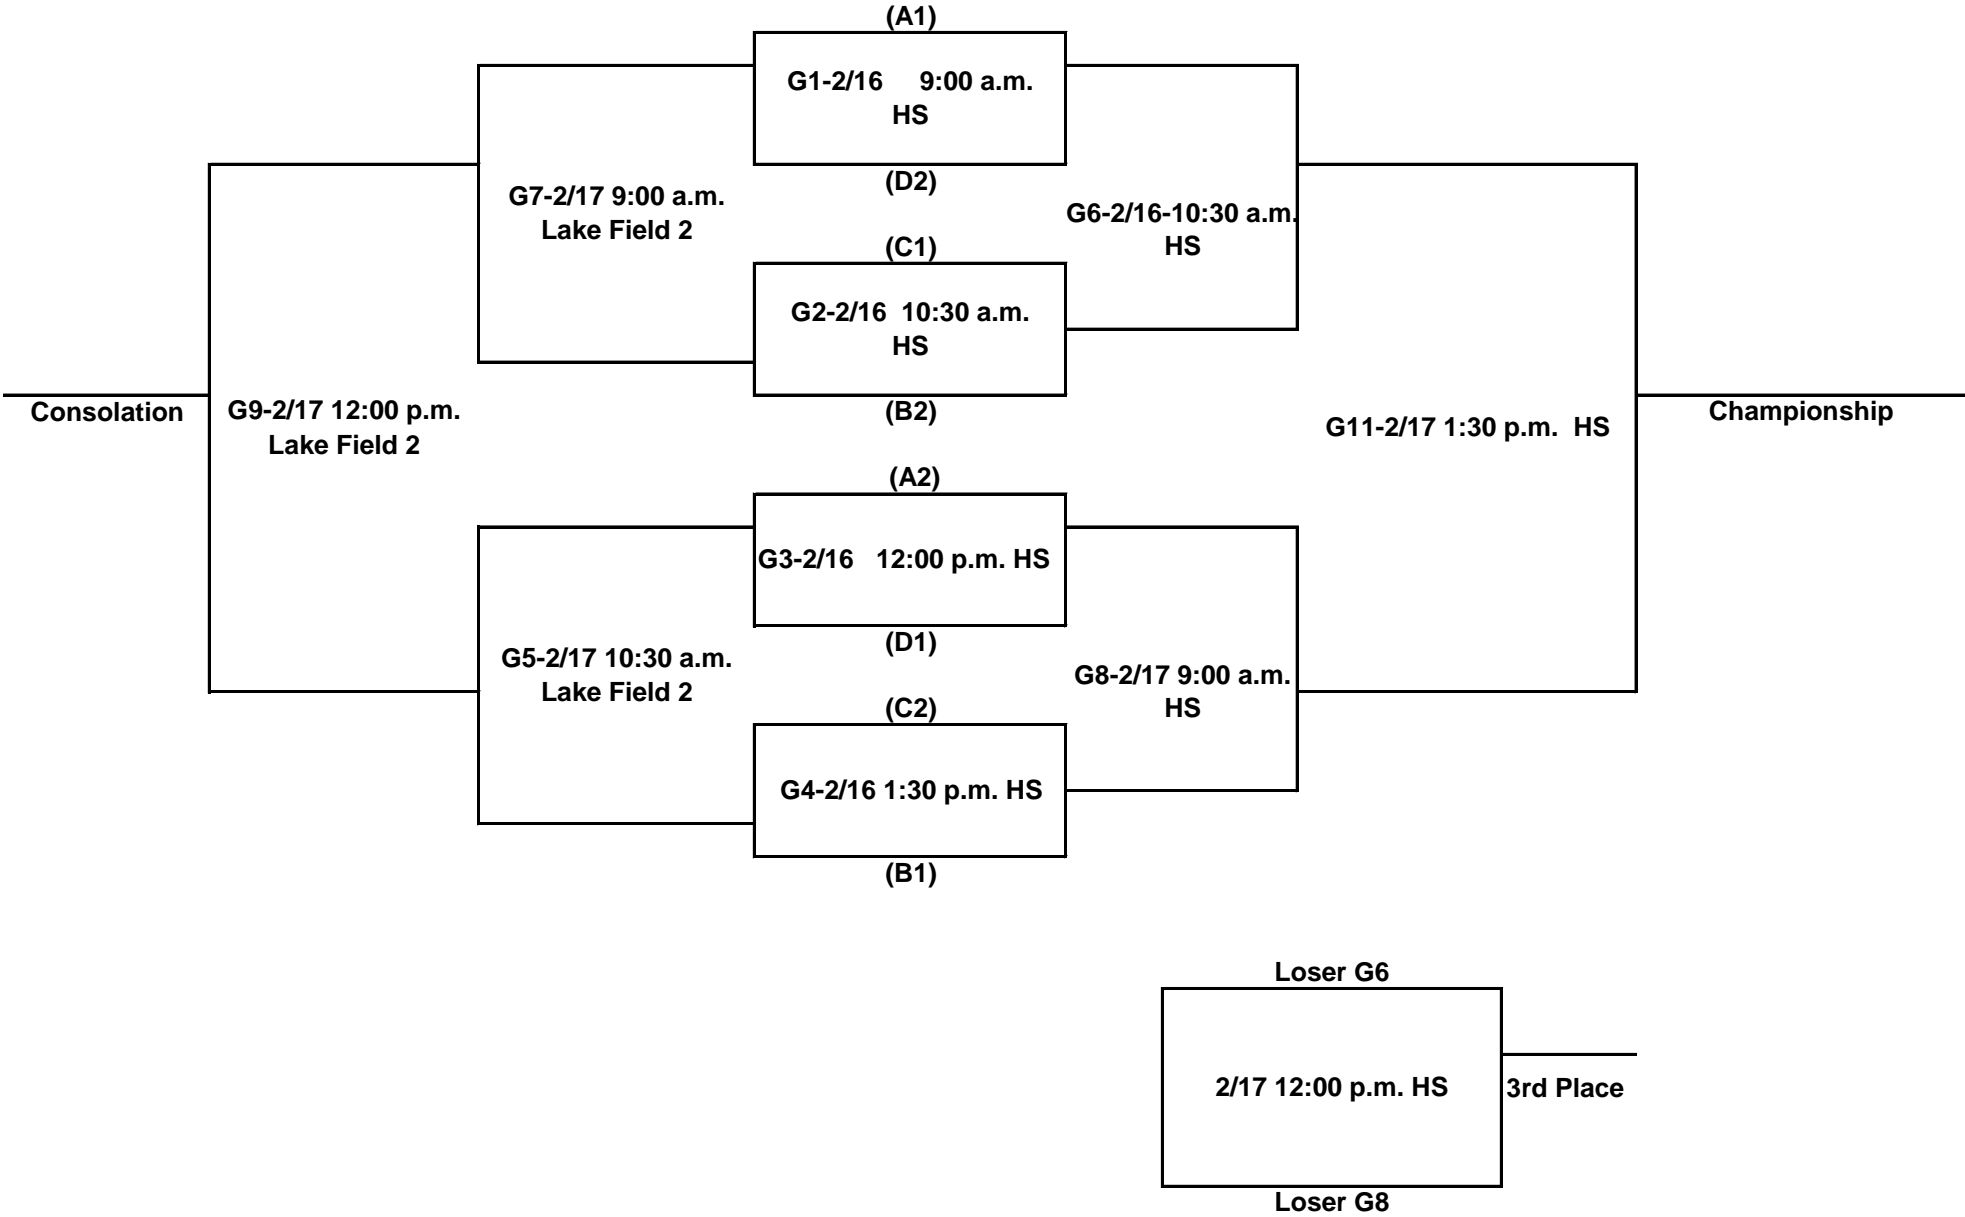 (A1)
G1-2/16 9:00 a.m.
HS
(D2)
G7-2/17 9:00 a.m.
Lake Field 2
G6-2/16-10:30 a.m.
HS
(C1)
G2-2/16 10:30 a.m.
HS
(B2)
Consolation
G9-2/17 12:00 p.m.
Lake Field 2
G11-2/17 1:30 p.m. HS
Championship
(A2)
G3-2/16 12:00 p.m. HS
(D1)
G5-2/17 10:30 a.m.
Lake Field 2
G8-2/17 9:00 a.m.
HS
(C2)
G4-2/16 1:30 p.m. HS
(B1)
Loser G6
2/17 12:00 p.m. HS
3rd Place
Loser G8